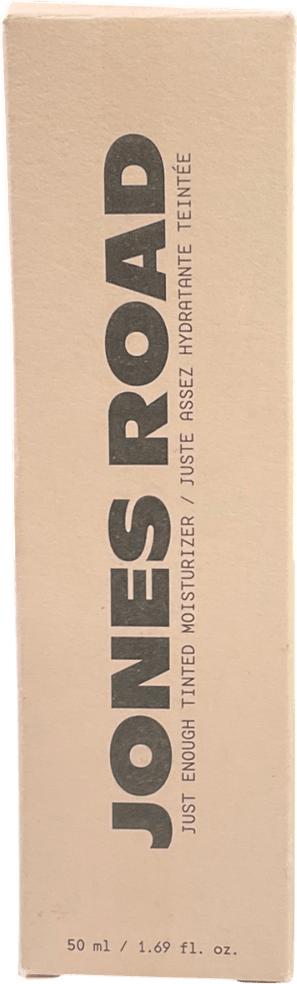 JONES ROAD
JUST ENOUGH TINTED MOISTURIZER / JUSTE ASSEZ HYDRATANTE TEINTÉE
50 ml / 1.69 fl. oz.